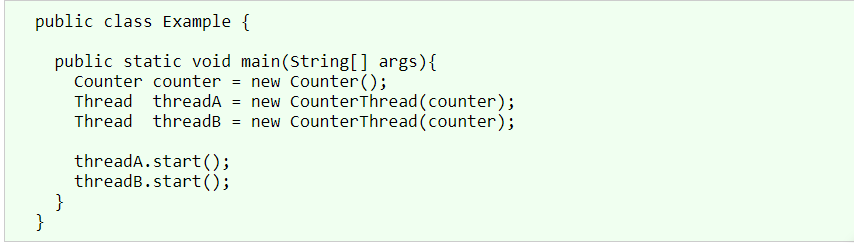 public class Example {
public static void main(String[] args){
Counter counter = new Counter();
Thread  threadA = new CounterThread(counter);
Thread  threadB = new CounterThread(counter);
threadA.start();
threadB.start();
}
}